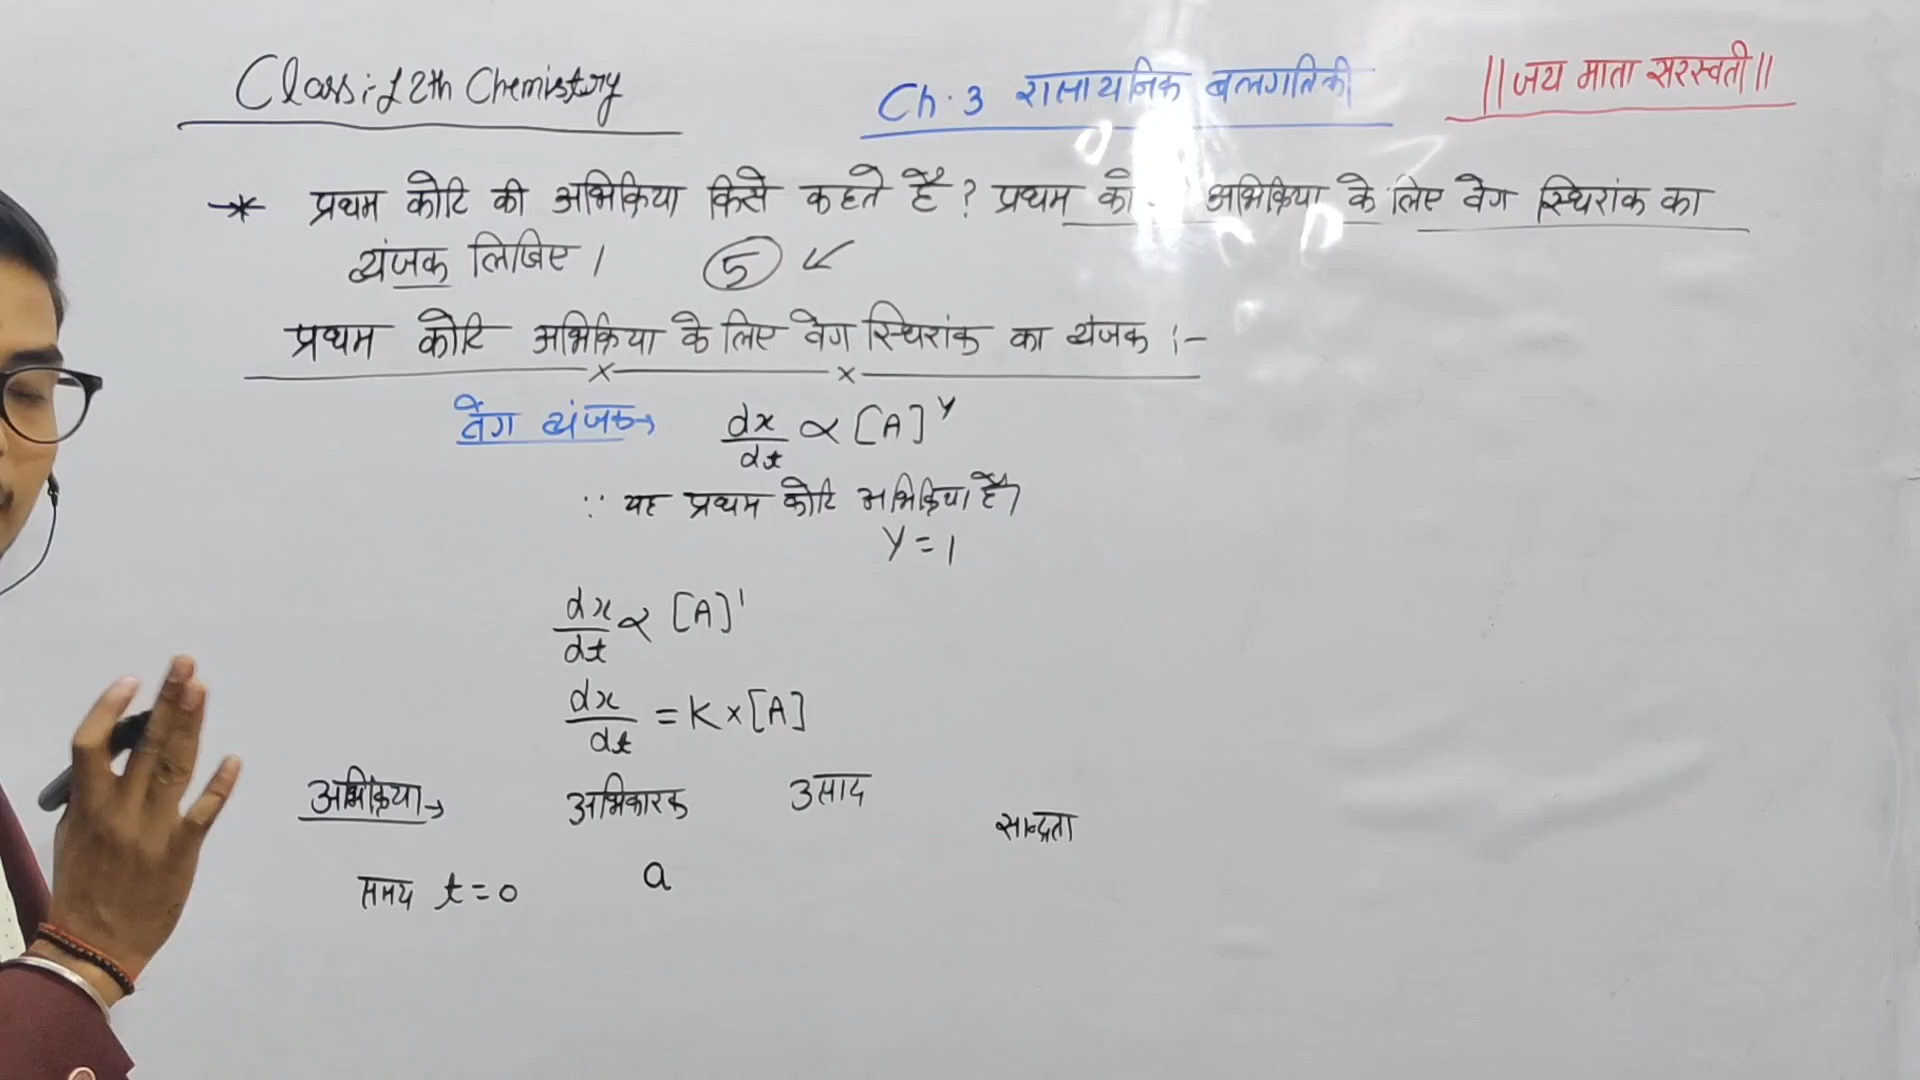 Class:-12th Chemistry
Ch.3 रासायनिक बलगतिकी
||जय माता सरस्वती||
* प्रथम कोटि की अभिक्रिया किसे कहते हैं? प्रथम को अभिक्रिया के लिए वेग स्थिरांक का
व्यंजक लिखिए। 5 ↙
प्रथम कोटि अभिक्रिया के लिए वेग स्थिरांक का व्यंजक :-
वेग व्यंजक→ dx/dt ∝ [A]^y
∵ यह प्रथम कोटि अभिक्रिया है।
y = 1
dx/dt ∝ [A]^1
dx/dt = K×[A]
अभिक्रिया→ अभिकारक उत्पाद
सान्द्रता
समय t=0 a